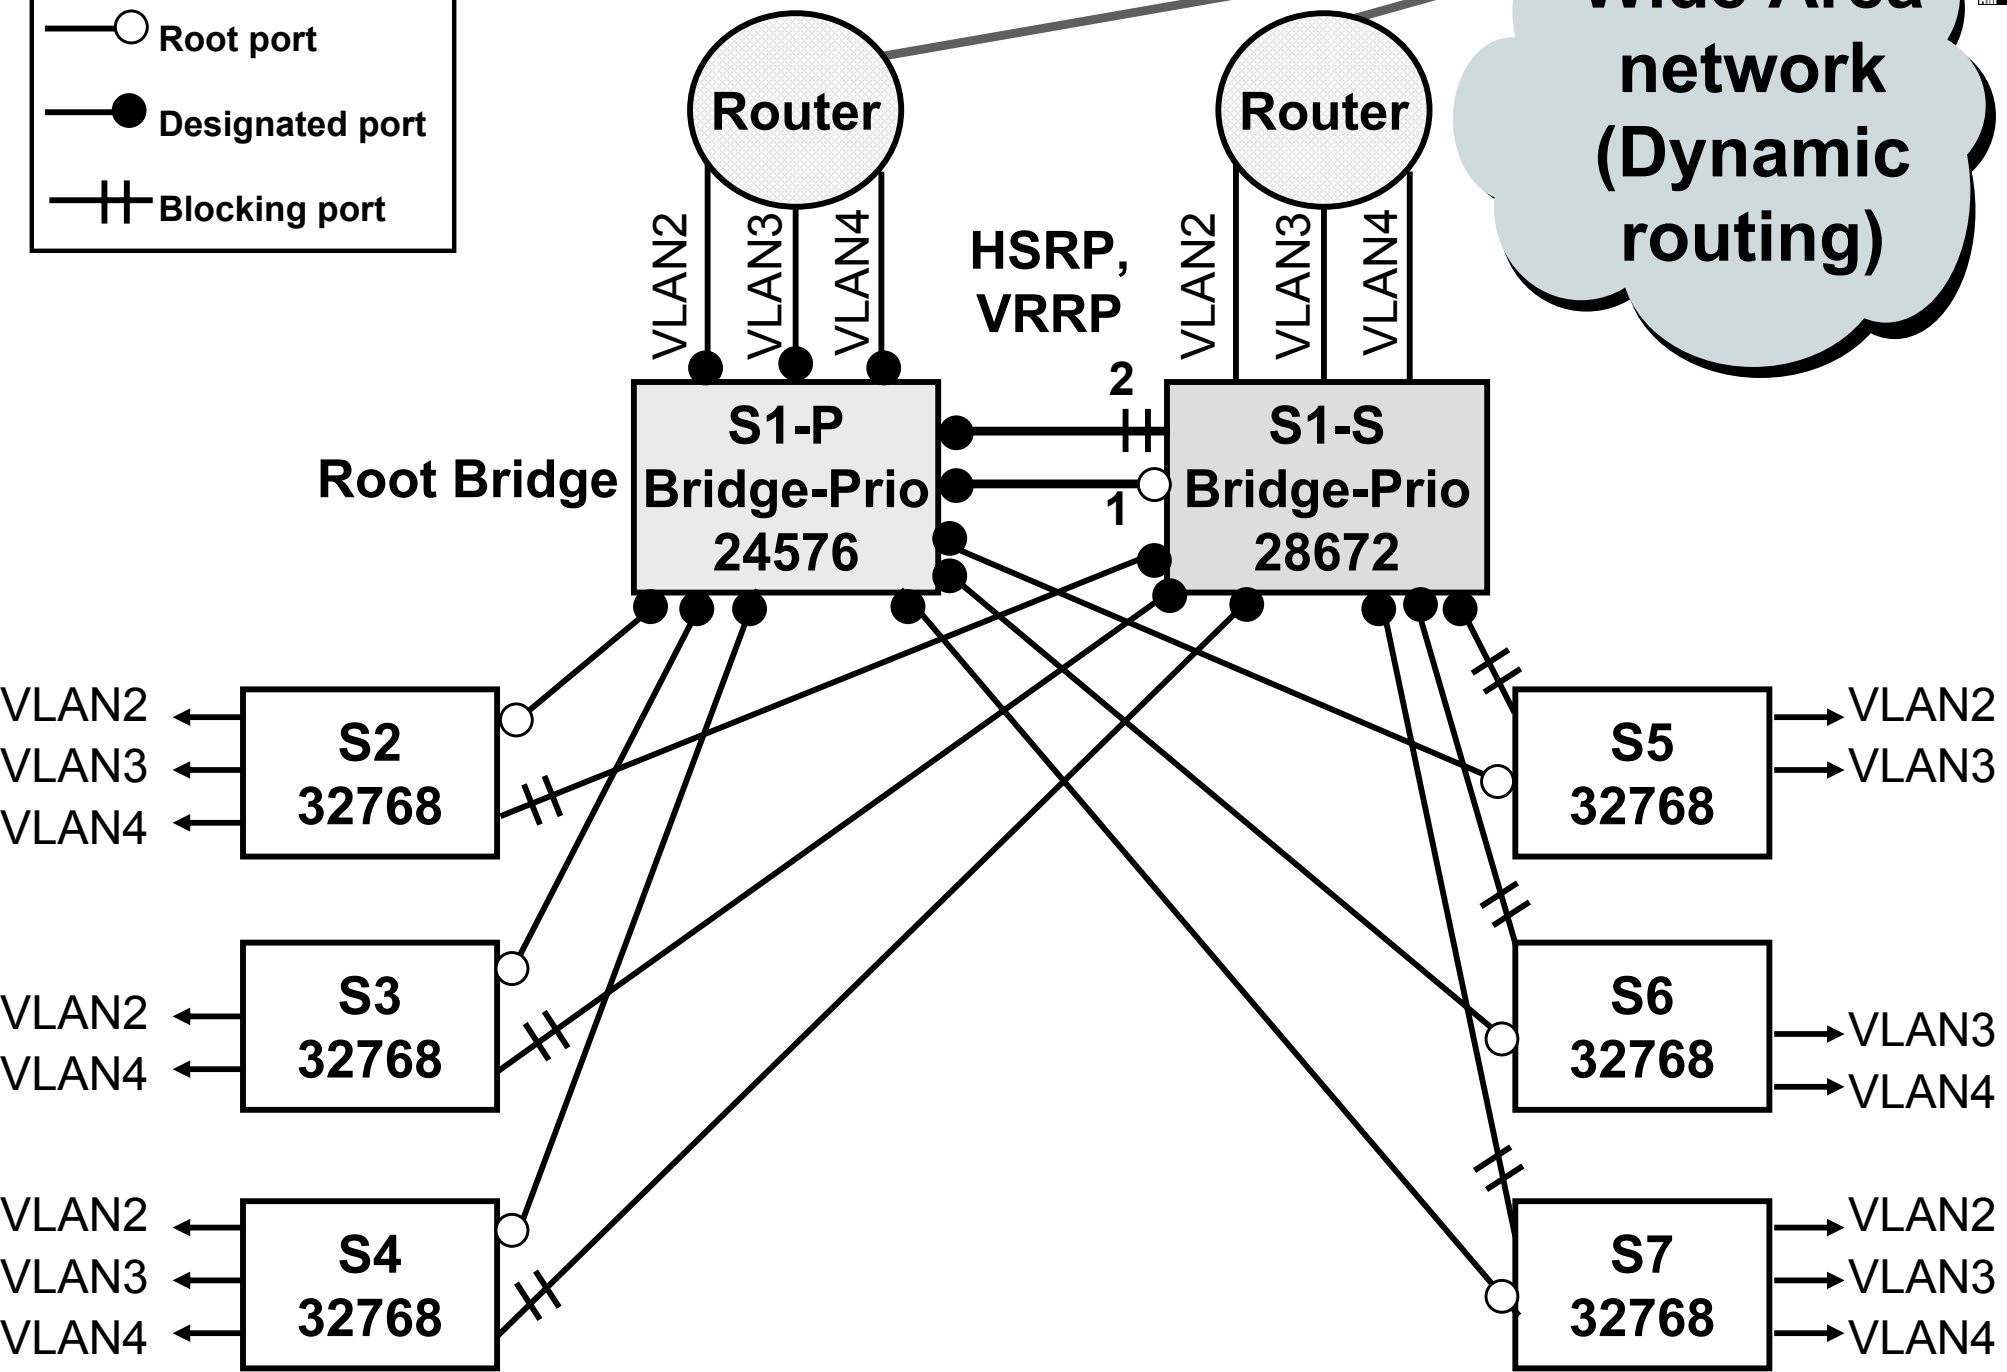 Root port
Designated port
Blocking port
Router
Router
Wide Area
network
(Dynamic
routing)
VLAN2
VLAN3
VLAN4
HSRP,
VRRP
VLAN2
VLAN3
VLAN4
2
1
Root Bridge
S1-P
Bridge-Prio
24576
S1-S
Bridge-Prio
28672
VLAN2
VLAN3
VLAN4
S2
32768
S5
32768
VLAN2
VLAN3
VLAN2
VLAN4
S3
32768
S6
32768
VLAN3
VLAN4
VLAN2
VLAN3
VLAN4
S4
32768
S7
32768
VLAN2
VLAN3
VLAN4